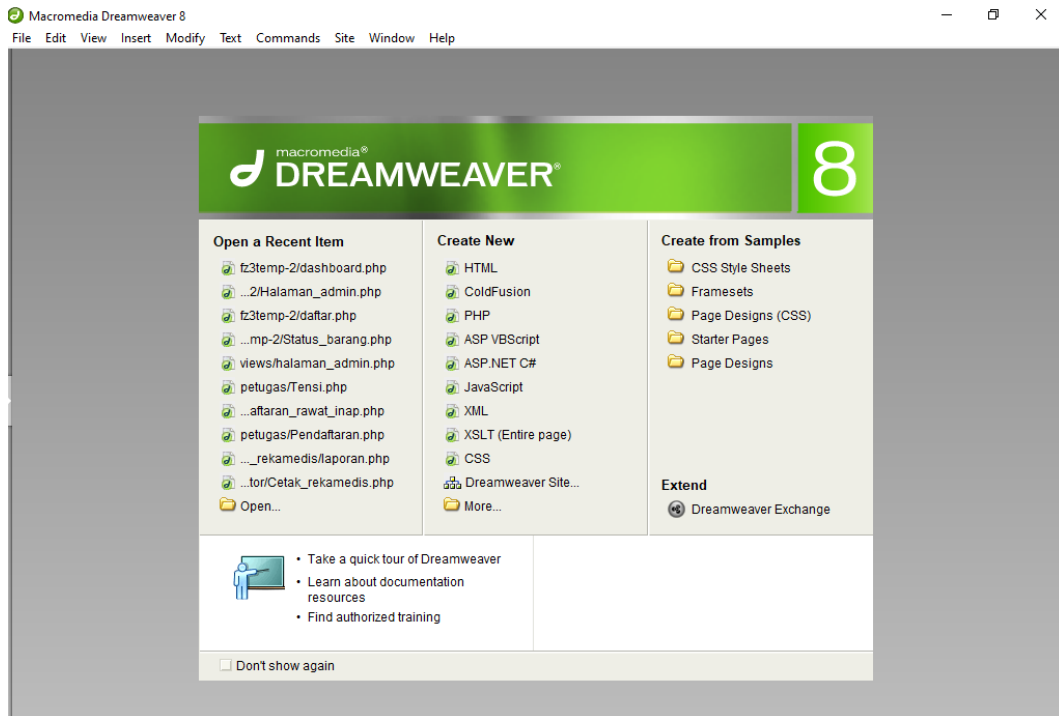 Macromedia Dreamweaver 8
File Edit View Insert Modify Text Commands Site Window Help
macromedia®
DREAMWEAVER®
8
Open a Recent Item
fz3temp-2/dashboard.php
...2/Halaman_admin.php
fz3temp-2/daftar.php
...mp-2/Status_barang.php
views/halaman_admin.php
petugas/Tensi.php
...aftaran_rawat_inap.php
petugas/Pendaftaran.php
..._rekamedis/laporan.php
...tor/Cetak_rekamedis.php
Open...
Create New
HTML
ColdFusion
PHP
ASP VBScript
ASP.NET C#
JavaScript
XML
XSLT (Entire page)
CSS
Dreamweaver Site...
More...
Create from Samples
CSS Style Sheets
Framesets
Page Designs (CSS)
Starter Pages
Page Designs
Extend
Dreamweaver Exchange
• Take a quick tour of Dreamweaver
• Learn about documentation
resources
• Find authorized training
Don't show again